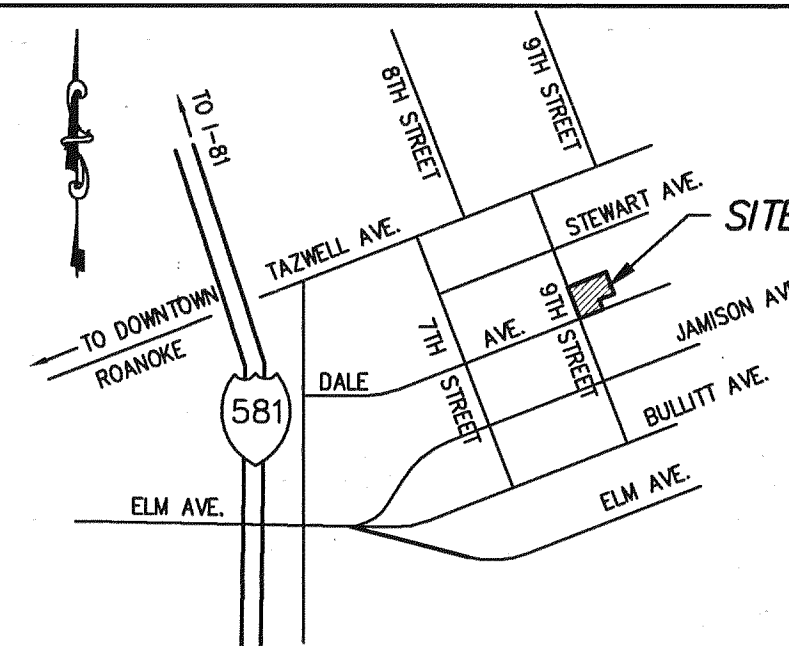 TO I-81
8TH STREET
9TH STREET
TAZWELL AVE.
STEWART AVE.
SITE
TO DOWNTOWN
ROANOKE
7TH STREET
9TH STREET
DALE AVE.
JAMISON AV
BULLITT AVE.
581
ELM AVE.
ELM AVE.